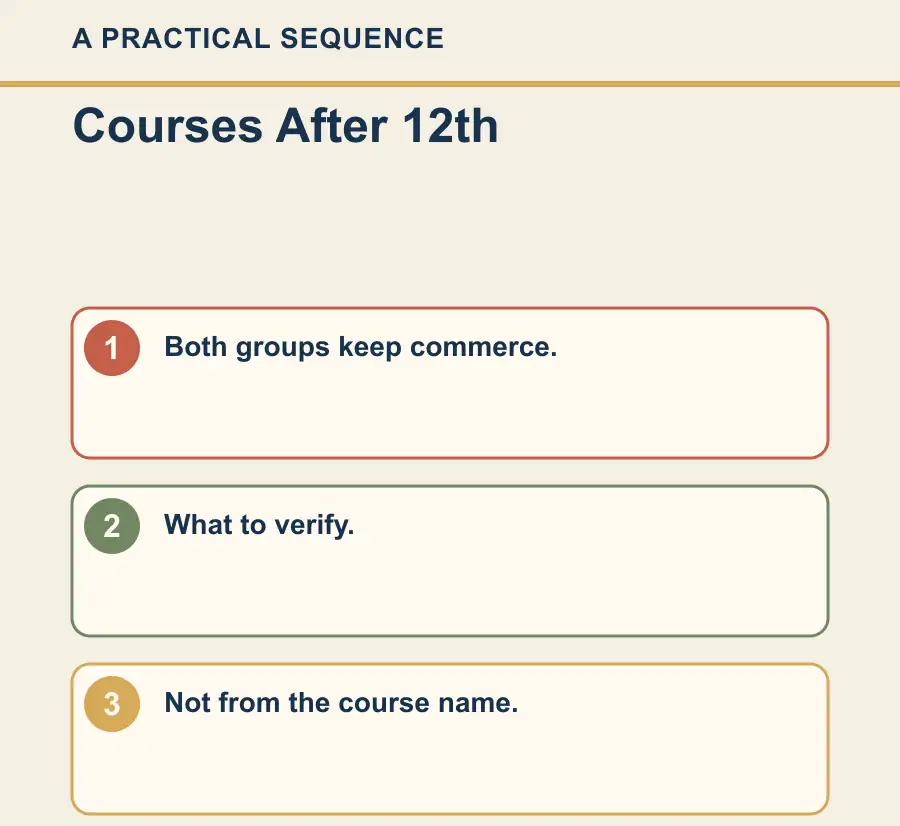 A PRACTICAL SEQUENCE
Courses After 12th
1 Both groups keep commerce.
2 What to verify.
3 Not from the course name.